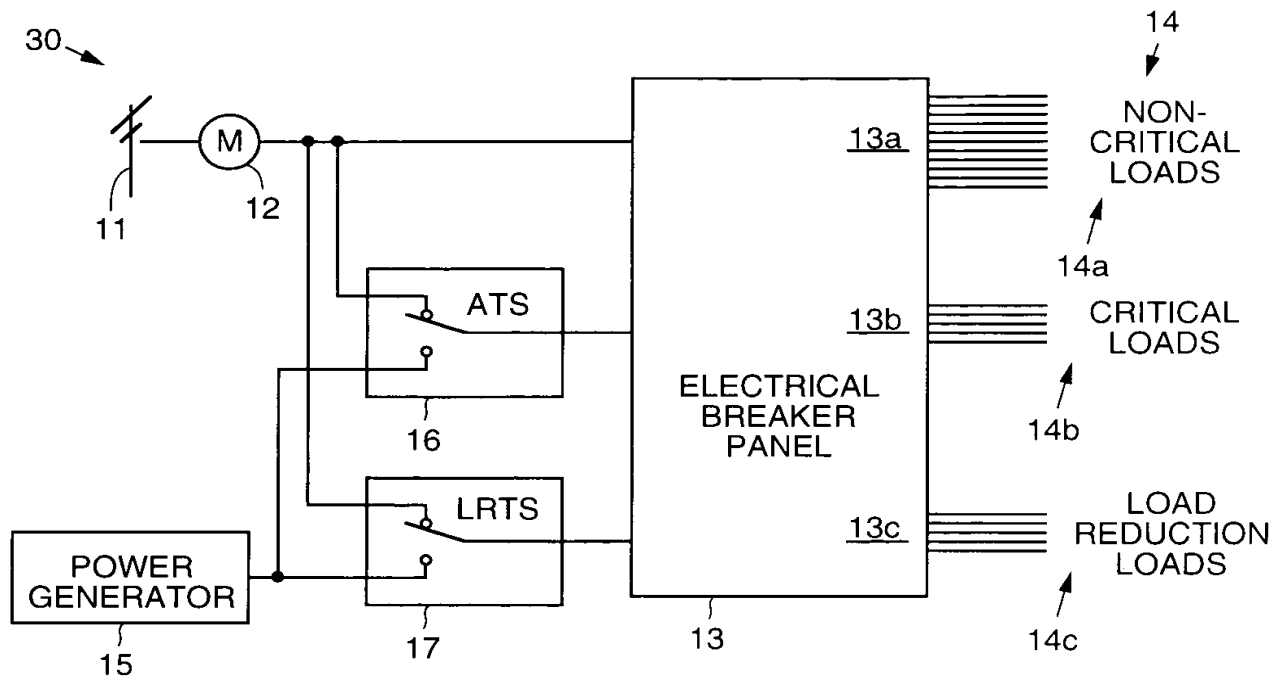 30
14
M
11
12
13a
NON-
CRITICAL
LOADS
14a
ATS
16
13b
CRITICAL
LOADS
14b
ELECTRICAL
BREAKER
PANEL
LRTS
17
13c
LOAD
REDUCTION
LOADS
14c
POWER
GENERATOR
15
13